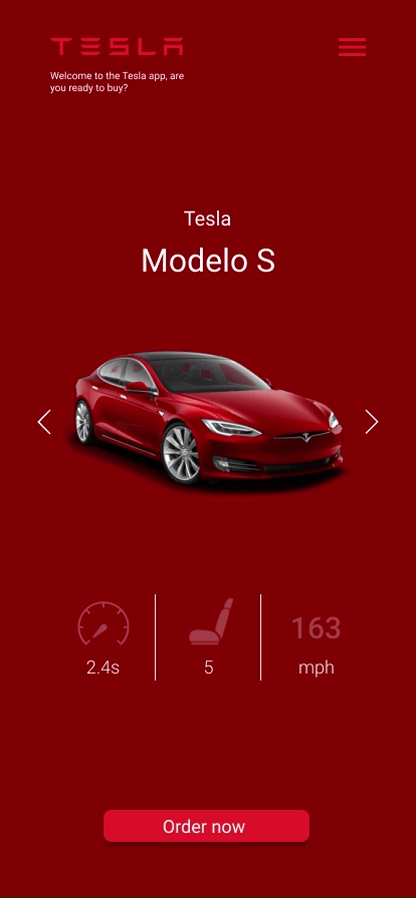 TESLA
Welcome to the Tesla app, are
you ready to buy?
Tesla
Modelo S
163
2.4s
5
mph
Order now